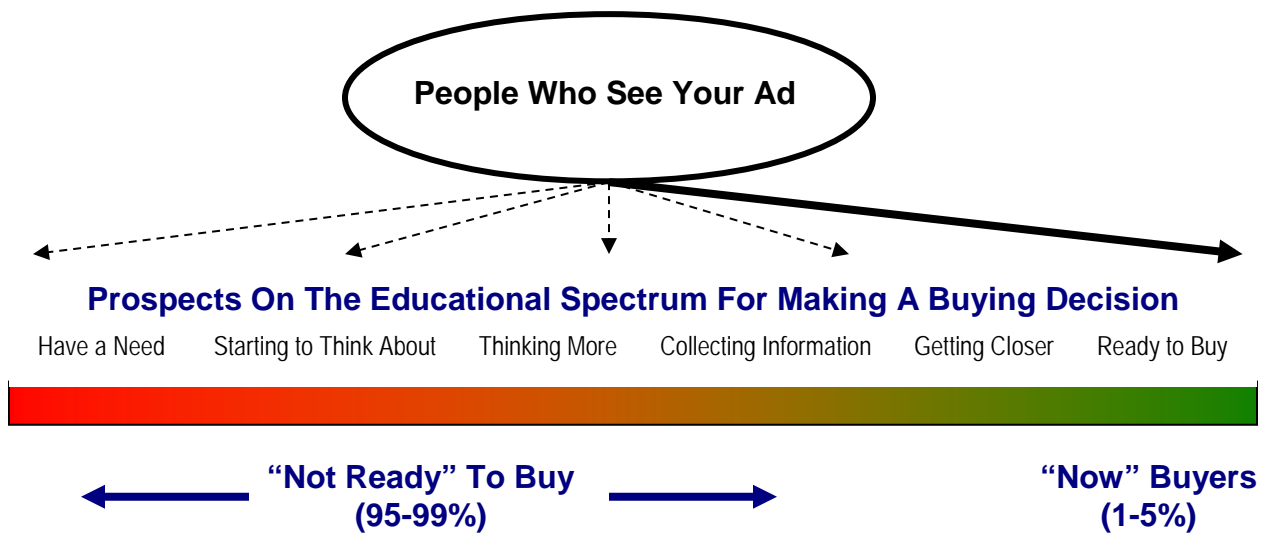 People Who See Your Ad
Prospects On The Educational Spectrum For Making A Buying Decision
Have a Need Starting to Think About Thinking More Collecting Information Getting Closer Ready to Buy
“Not Ready” To Buy
(95-99%)
“Now” Buyers
(1-5%)